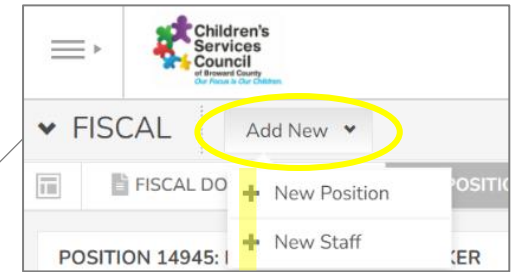 Children's
Services
Council
of Broward County
Our Focus is Our Children.
FISCAL
Add New
FISCAL DO
New Position
POSITIO
New Staff
POSITION 14945:
KER